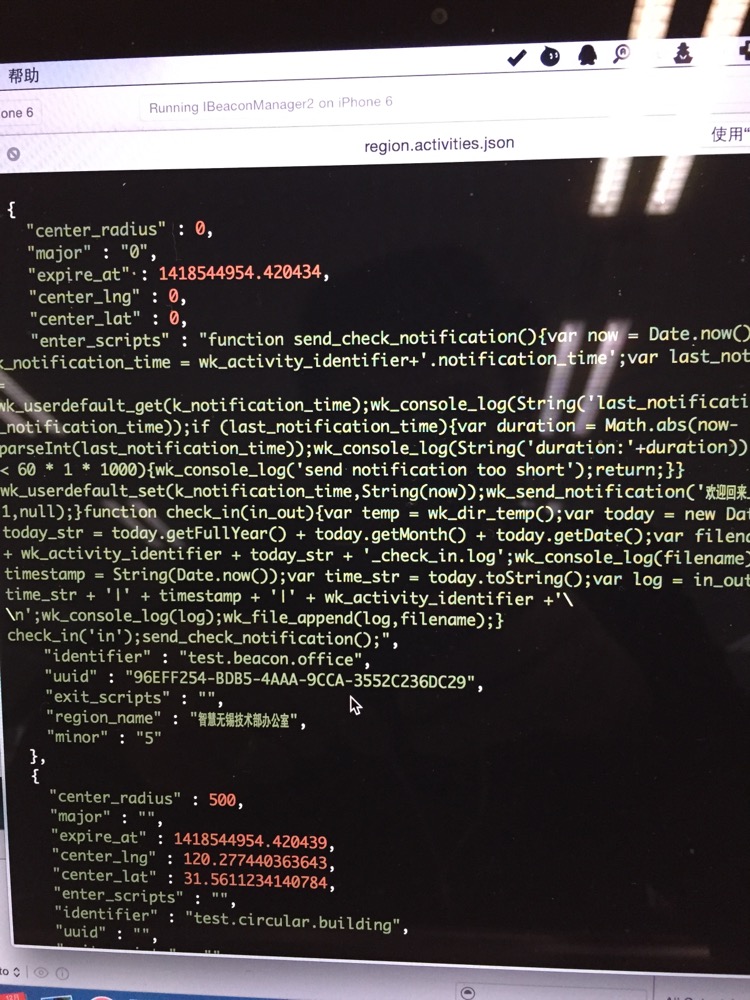 帮助
one 6
Running IBeaconManager2 on iPhone 6
使用“
region.activities.json
{
"center_radius" : 0,
"major" : "0",
"expire_at" : 1418544954.420434,
"center_lng" : 0,
"center_lat" : 0,
"enter_scripts" : "function send_check_notification(){var now = Date.now()
k_notification_time = wk_activity_identifier+'.notification_time';var last_not
=
wk_userdefault_get(k_notification_time);wk_console_log(String('last_notificati
_notification_time));if (last_notification_time){var duration = Math.abs(now-
parseInt(last_notification_time));wk_console_log(String('duration:'+duration))
< 60 * 1 * 1000){wk_console_log('send notification too short');return;}}
wk_userdefault_set(k_notification_time,String(now));wk_send_notification('欢迎回来
1,null);}function check_in(in_out){var temp = wk_dir_temp();var today = new Dat
today_str = today.getFullYear() + today.getMonth() + today.getDate();var filen
+ wk_activity_identifier + today_str + '_check_in.log';wk_console_log(filename)
timestamp = String(Date.now());var time_str = today.toString();var log = in_out
time_str + '|' + timestamp + '|' + wk_activity_identifier +'\
\n';wk_console_log(log);wk_file_append(log,filename);}
check_in('in');send_check_notification();",
"identifier" : "test.beacon.office",
"uuid" : "96EFF254-BDB5-4AAA-9CCA-3552C236DC29",
"exit_scripts" : "",
"region_name" : "智慧无锡技术部办公室",
"minor" : "5"
},
{
"center_radius" : 500,
"major" : "",
"expire_at" : 1418544954.420439,
"center_lng" : 120.277440363643,
"center_lat" : 31.5611234140784,
"enter_scripts" : "",
"identifier" : "test.circular.building",
"uuid" : "",
to